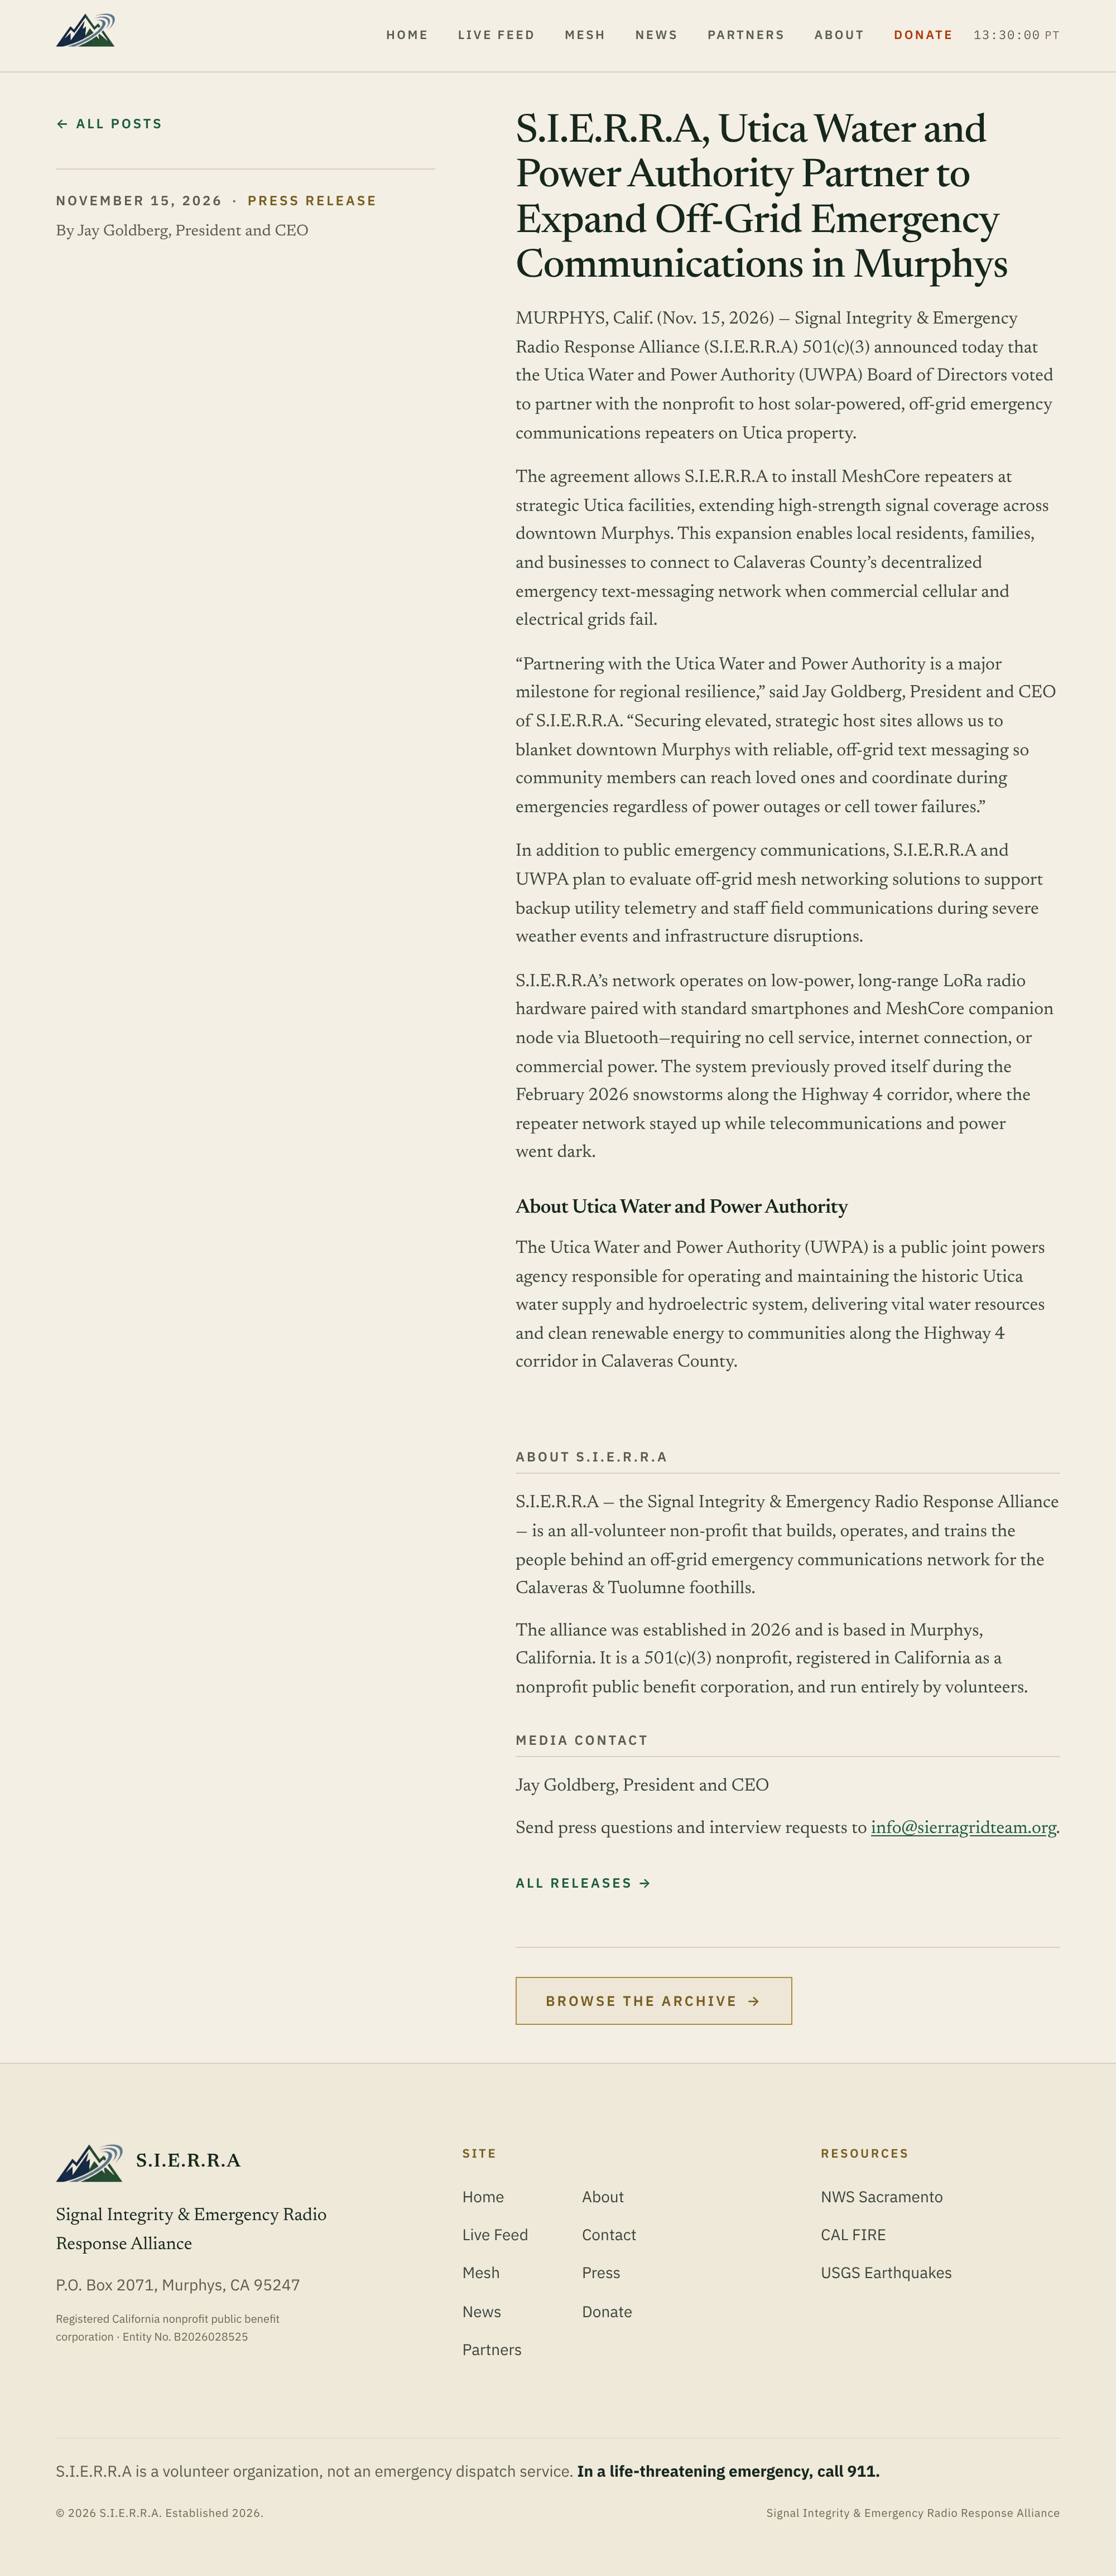 HOME LIVE FEED MESH NEWS PARTNERS ABOUT DONATE 13:30:00 PT
← ALL POSTS
NOVEMBER 15, 2026 · PRESS RELEASE
By Jay Goldberg, President and CEO
S.I.E.R.R.A, Utica Water and
Power Authority Partner to
Expand Off-Grid Emergency
Communications in Murphys
MURPHYS, Calif. (Nov. 15, 2026) — Signal Integrity & Emergency
Radio Response Alliance (S.I.E.R.R.A) 501(c)(3) announced today that
the Utica Water and Power Authority (UWPA) Board of Directors voted
to partner with the nonprofit to host solar-powered, off-grid emergency
communications repeaters on Utica property.
The agreement allows S.I.E.R.R.A to install MeshCore repeaters at
strategic Utica facilities, extending high-strength signal coverage across
downtown Murphys. This expansion enables local residents, families,
and businesses to connect to Calaveras County’s decentralized
emergency text-messaging network when commercial cellular and
electrical grids fail.
“Partnering with the Utica Water and Power Authority is a major
milestone for regional resilience,” said Jay Goldberg, President and CEO
of S.I.E.R.R.A. “Securing elevated, strategic host sites allows us to
blanket downtown Murphys with reliable, off-grid text messaging so
community members can reach loved ones and coordinate during
emergencies regardless of power outages or cell tower failures.”
In addition to public emergency communications, S.I.E.R.R.A and
UWPA plan to evaluate off-grid mesh networking solutions to support
backup utility telemetry and staff field communications during severe
weather events and infrastructure disruptions.
S.I.E.R.R.A’s network operates on low-power, long-range LoRa radio
hardware paired with standard smartphones and MeshCore companion
node via Bluetooth—requiring no cell service, internet connection, or
commercial power. The system previously proved itself during the
February 2026 snowstorms along the Highway 4 corridor, where the
repeater network stayed up while telecommunications and power
went dark.
About Utica Water and Power Authority
The Utica Water and Power Authority (UWPA) is a public joint powers
agency responsible for operating and maintaining the historic Utica
water supply and hydroelectric system, delivering vital water resources
and clean renewable energy to communities along the Highway 4
corridor in Calaveras County.
ABOUT S.I.E.R.R.A
S.I.E.R.R.A — the Signal Integrity & Emergency Radio Response Alliance
— is an all-volunteer non-profit that builds, operates, and trains the
people behind an off-grid emergency communications network for the
Calaveras & Tuolumne foothills.
The alliance was established in 2026 and is based in Murphys,
California. It is a 501(c)(3) nonprofit, registered in California as a
nonprofit public benefit corporation, and run entirely by volunteers.
MEDIA CONTACT
Jay Goldberg, President and CEO
Send press questions and interview requests to info@sierragridteam.org.
ALL RELEASES →
BROWSE THE ARCHIVE →
S.I.E.R.R.A
Signal Integrity & Emergency Radio
Response Alliance
P.O. Box 2071, Murphys, CA 95247
Registered California nonprofit public benefit
corporation · Entity No. B2026028525
SITE
Home About
Live Feed Contact
Mesh Press
News Donate
Partners
RESOURCES
NWS Sacramento
CAL FIRE
USGS Earthquakes
S.I.E.R.R.A is a volunteer organization, not an emergency dispatch service. In a life-threatening emergency, call 911.
© 2026 S.I.E.R.R.A. Established 2026.
Signal Integrity & Emergency Radio Response Alliance